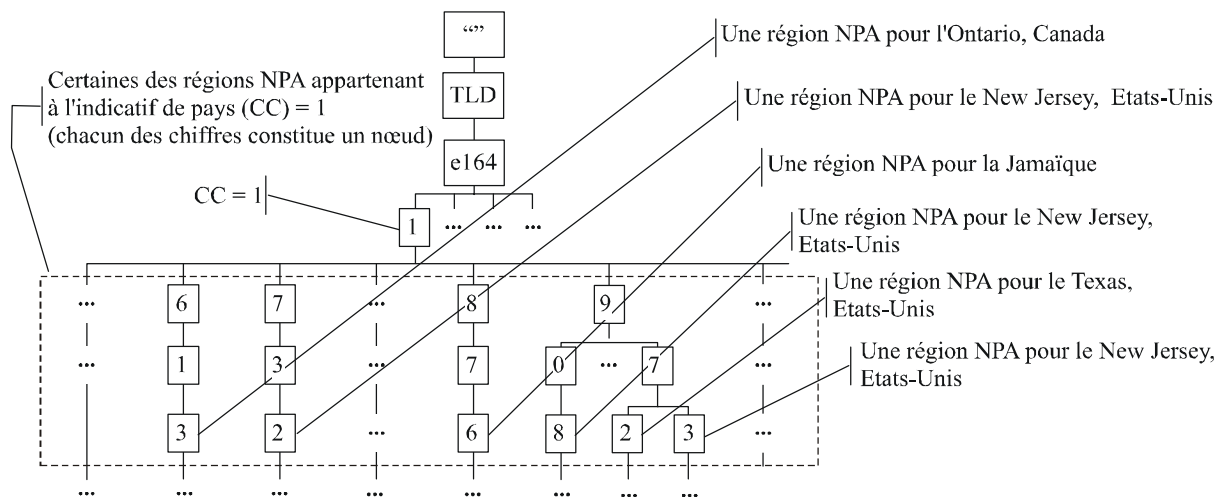 “”
Une région NPA pour l'Ontario, Canada
Certaines des régions NPA appartenant
à l'indicatif de pays (CC) = 1
(chacun des chiffres constitue un nœud)
TLD
Une région NPA pour le New Jersey, Etats-Unis
e164
Une région NPA pour la Jamaïque
CC = 1
1 ... ... ...
Une région NPA pour le New Jersey,
Etats-Unis
... 6 7 ... 8 9 ...
Une région NPA pour le Texas,
Etats-Unis
... 1 3 ... 7 0 ... 7 ...
Une région NPA pour le New Jersey,
Etats-Unis
3 2 ... 6 8 2 3 ...
... ... ... ... ... ... ... ... ...